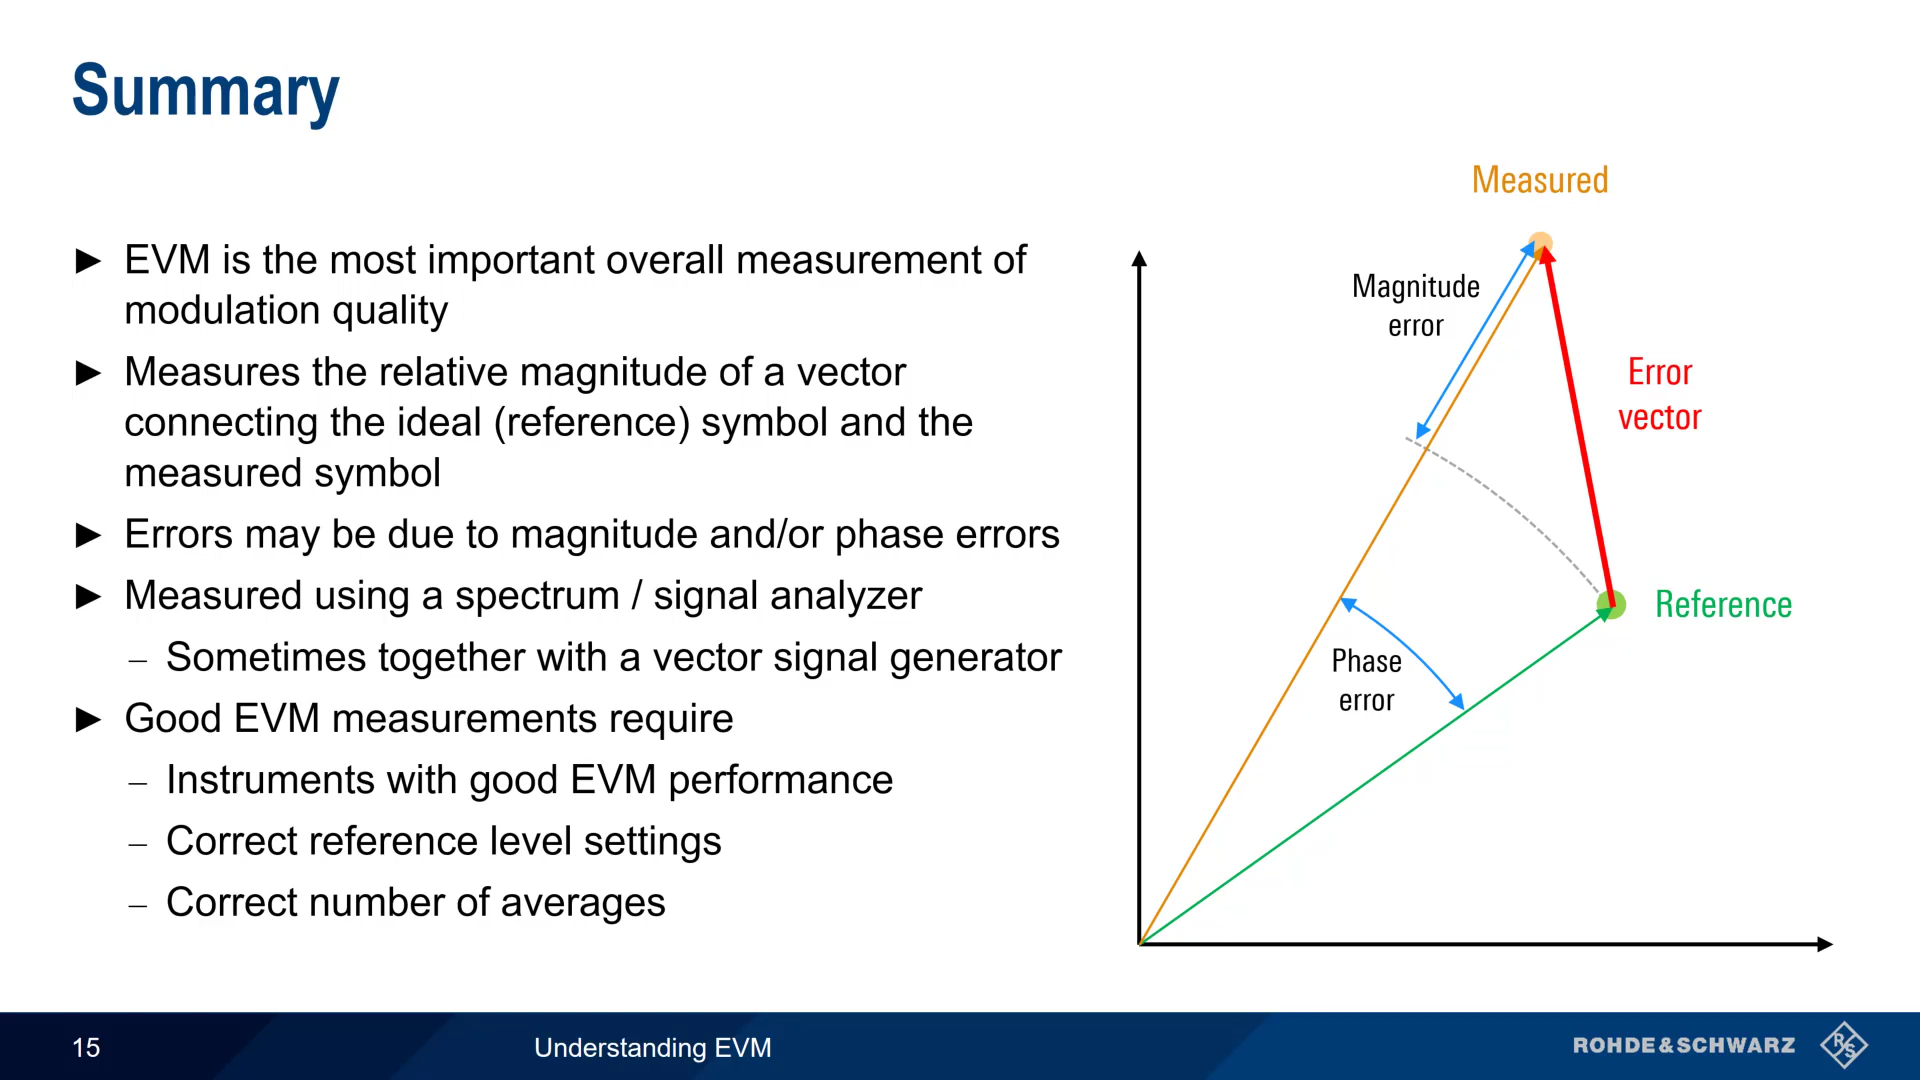 Summary
► EVM is the most important overall measurement of
modulation quality
► Measures the relative magnitude of a vector
connecting the ideal (reference) symbol and the
measured symbol
► Errors may be due to magnitude and/or phase errors
► Measured using a spectrum / signal analyzer
– Sometimes together with a vector signal generator
► Good EVM measurements require
– Instruments with good EVM performance
– Correct reference level settings
– Correct number of averages
Measured
Magnitude
error
Error
vector
Reference
Phase
error
15
Understanding EVM
ROHDE&SCHWARZ
R
S